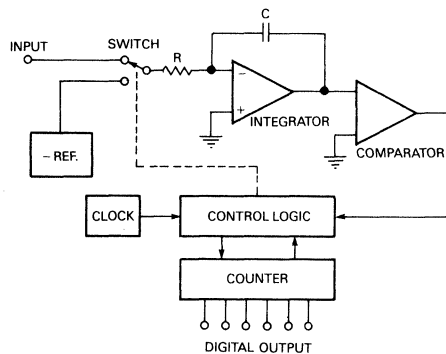 C
INPUT
SWITCH
R
−
+
INTEGRATOR
COMPARATOR
− REF.
CLOCK
CONTROL LOGIC
COUNTER
DIGITAL OUTPUT